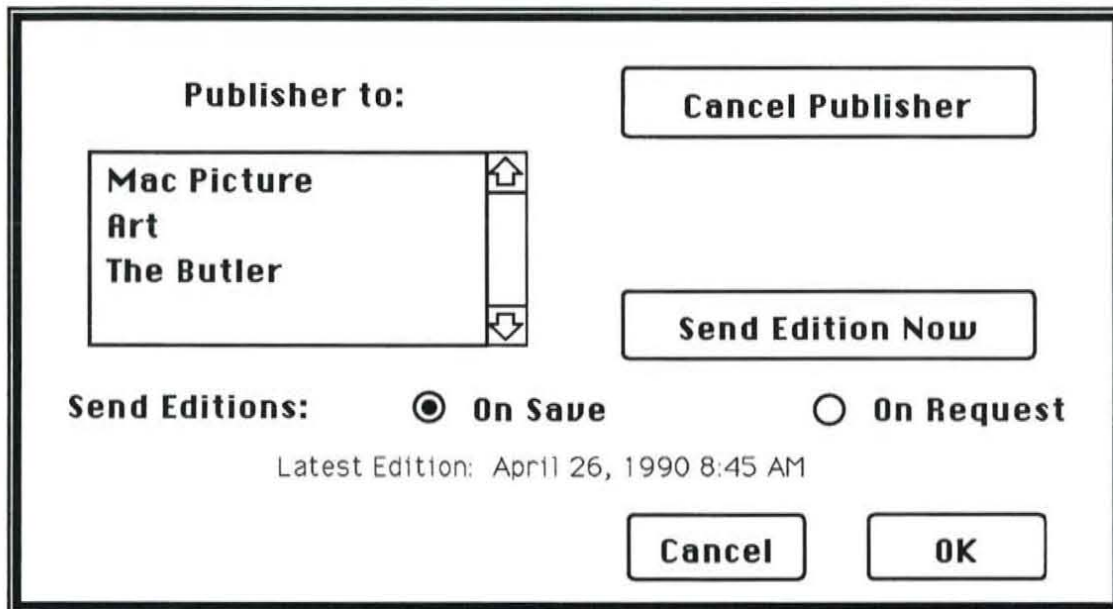 Publisher to:
Cancel Publisher
Mac Picture
Art
The Butler
Send Edition Now
Send Editions:
On Save
On Request
Latest Edition: April 26, 1990 8:45 AM
Cancel
OK